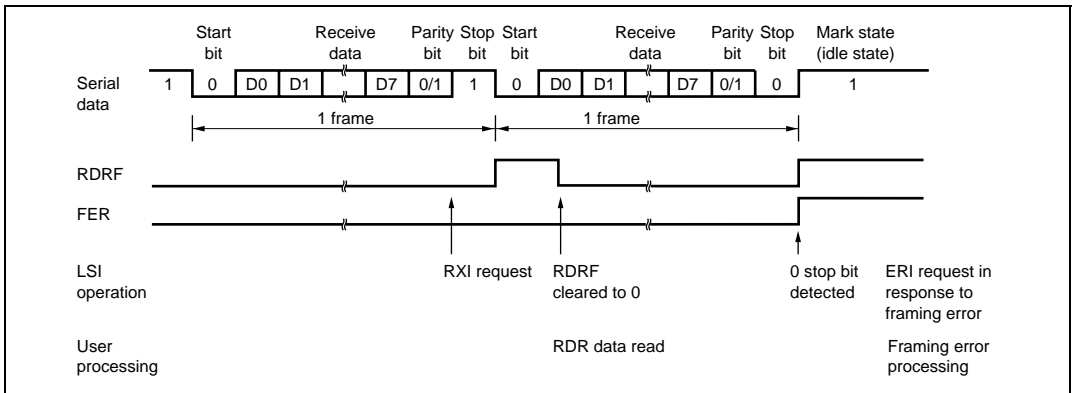 Start Receive Parity Stop Start Receive Parity Stop Mark state
bit data bit bit bit data bit bit (idle state)
Serial
data
1 0 D0 D1 D7 0/1 1 0 D0 D1 D7 0/1 0 1
1 frame 1 frame
RDRF
FER
LSI RXI request RDRF 0 stop bit ERI request in
operation cleared to 0 detected response to
framing error
User RDR data read Framing error
processing processing